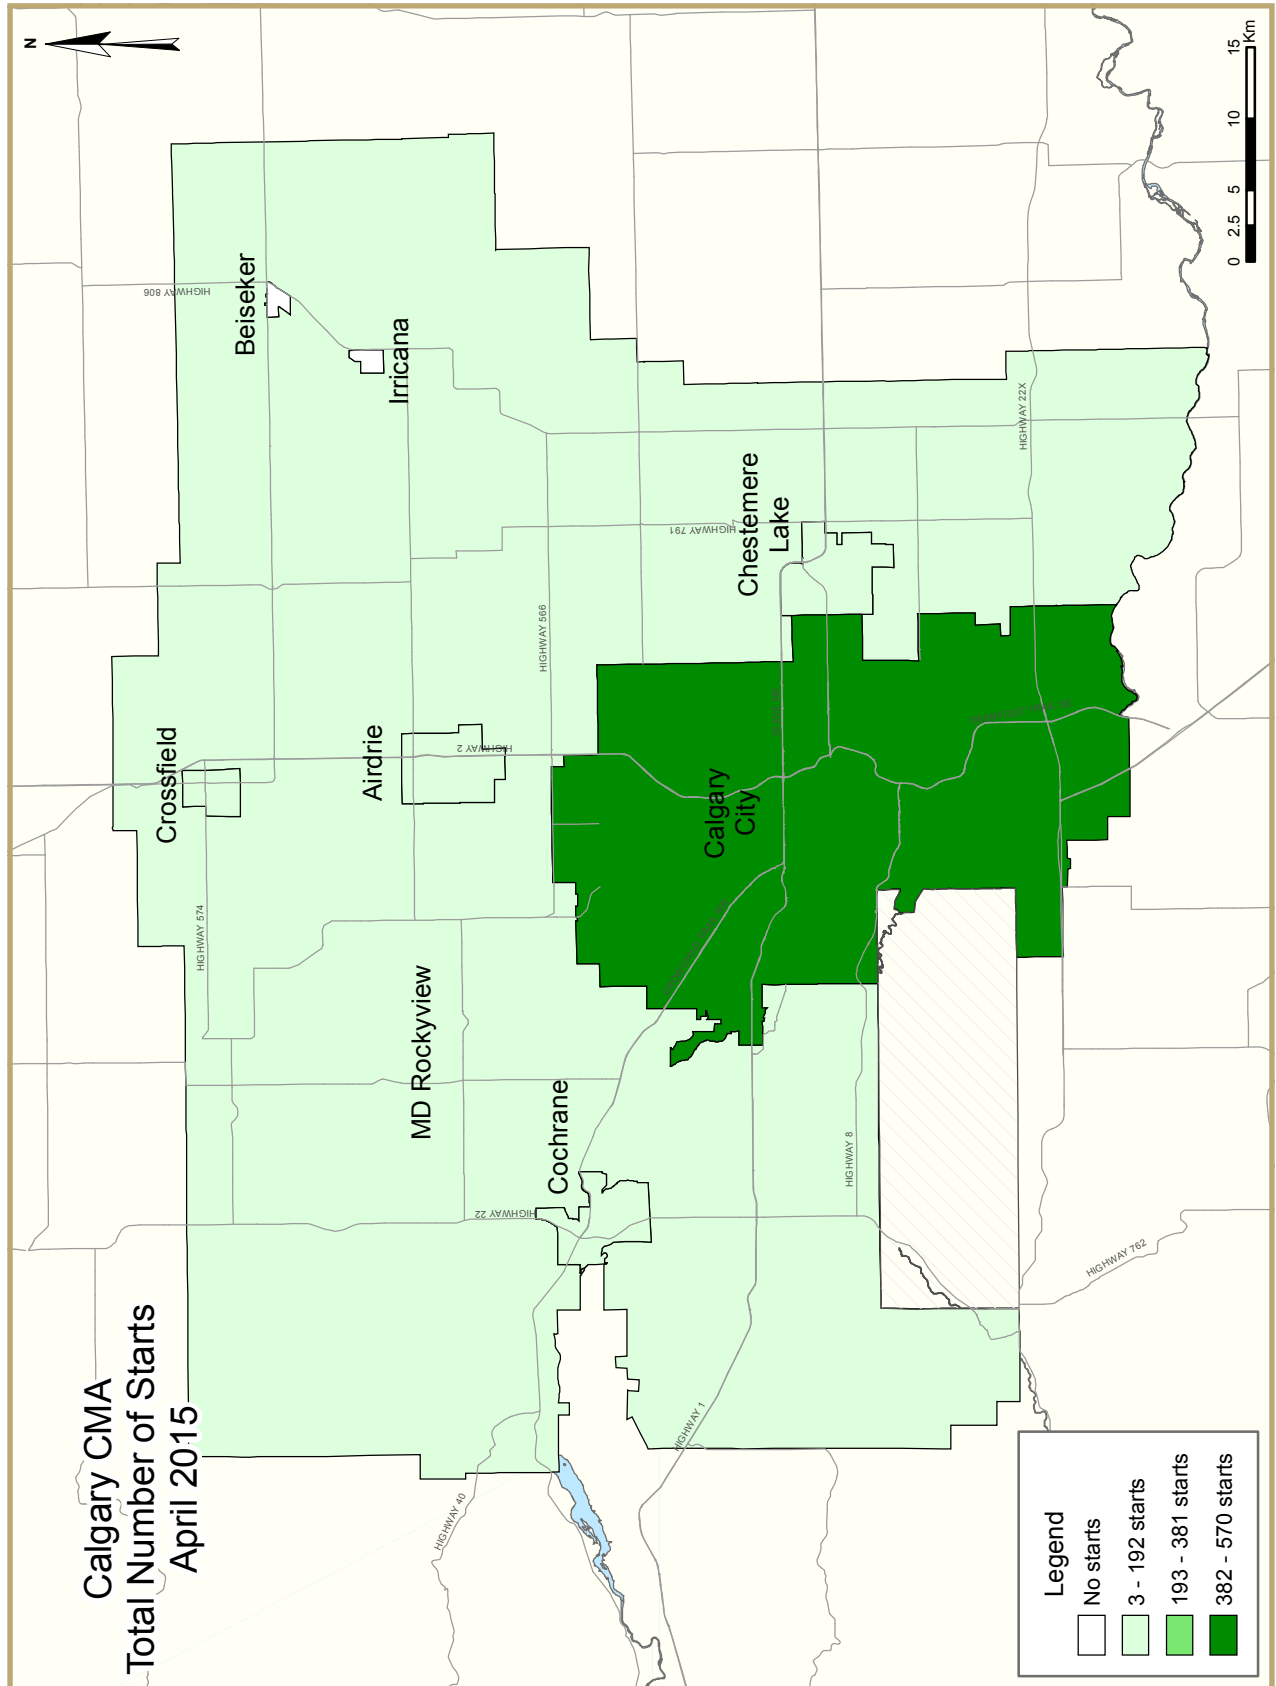 Calgary CMA
Total Number of Starts
April 2015
N
HIGHWAY 806
Beiseker
Irricana
Crossfield
HIGHWAY 574
Airdrie
HIGHWAY 2
HIGHWAY 566
HIGHWAY 791
Chestemere
Lake
HIGHWAY 22X
MD Rockyview
Calgary
City
Cochrane
HIGHWAY 22
HIGHWAY 8
HIGHWAY 1
HIGHWAY 40
HIGHWAY 762
Legend
No starts
3 - 192 starts
193 - 381 starts
382 - 570 starts
0 2.5 5 10 15
Km